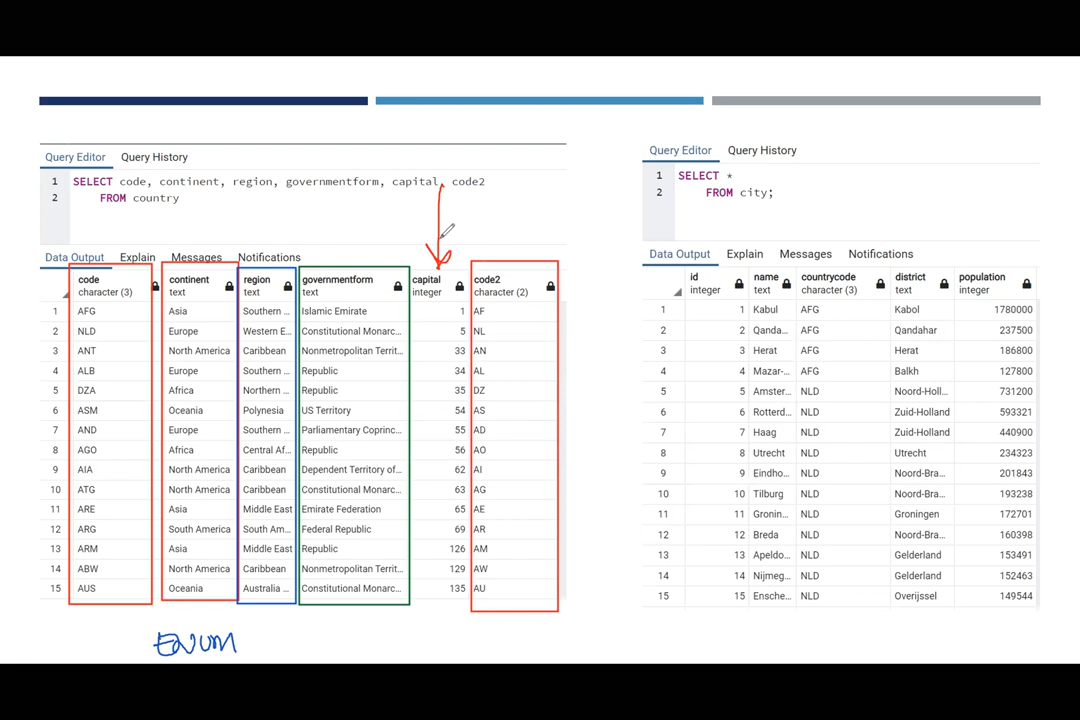 Query Editor Query History
1 SELECT code, continent, region, governmentform, capital, code2
2 FROM country
Data Output Explain Messages Notifications
code continent region governmentform capital code2
character (3) text text text integer character (2)
1 AFG Asia Southern ... Islamic Emirate 1 AF
2 NLD Europe Western E... Constitutional Monarc... 5 NL
3 ANT North America Caribbean Nonmetropolitan Territ... 33 AN
4 ALB Europe Southern ... Republic 34 AL
5 DZA Africa Northern ... Republic 35 DZ
6 ASM Oceania Polynesia US Territory 54 AS
7 AND Europe Southern ... Parliamentary Coprinc... 55 AD
8 AGO Africa Central Af... Republic 56 AO
9 AIA North America Caribbean Dependent Territory of... 62 AI
10 ATG North America Caribbean Constitutional Monarc... 63 AG
11 ARE Asia Middle East Emirate Federation 65 AE
12 ARG South America South Am... Federal Republic 69 AR
13 ARM Asia Middle East Republic 126 AM
14 ABW North America Caribbean Nonmetropolitan Territ... 129 AW
15 AUS Oceania Australia ... Constitutional Monarc... 135 AU
ENUM
Query Editor Query History
1 SELECT *
2 FROM city;
Data Output Explain Messages Notifications
id name countrycode district population
integer text character (3) text integer
1 1 Kabul AFG Kabol 1780000
2 2 Qanda... AFG Qandahar 237500
3 3 Herat AFG Herat 186800
4 4 Mazar-... AFG Balkh 127800
5 5 Amster... NLD Noord-Holl... 731200
6 6 Rotterd... NLD Zuid-Holland 593321
7 7 Haag NLD Zuid-Holland 440900
8 8 Utrecht NLD Utrecht 234323
9 9 Eindho... NLD Noord-Bra... 201843
10 10 Tilburg NLD Noord-Bra... 193238
11 11 Gronin... NLD Groningen 172701
12 12 Breda NLD Noord-Bra... 160398
13 13 Apeldo... NLD Gelderland 153491
14 14 Nijmeg... NLD Gelderland 152463
15 15 Ensche... NLD Overijssel 149544